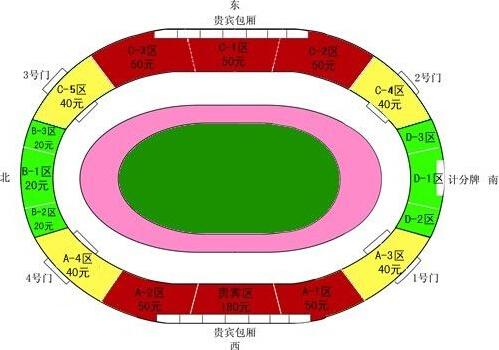 东
贵宾包厢
C-3区
50元
C-1区
50元
C-2区
50元
3号门
2号门
C-5区
40元
C-4区
40元
B-3区
20元
D-3区
北
B-1区
20元
D-1区
计分牌 南
B-2区
20元
D-2区
A-4区
40元
A-3区
40元
4号门
1号门
A-2区
50元
贵宾区
180元
A-1区
50元
贵宾包厢
西